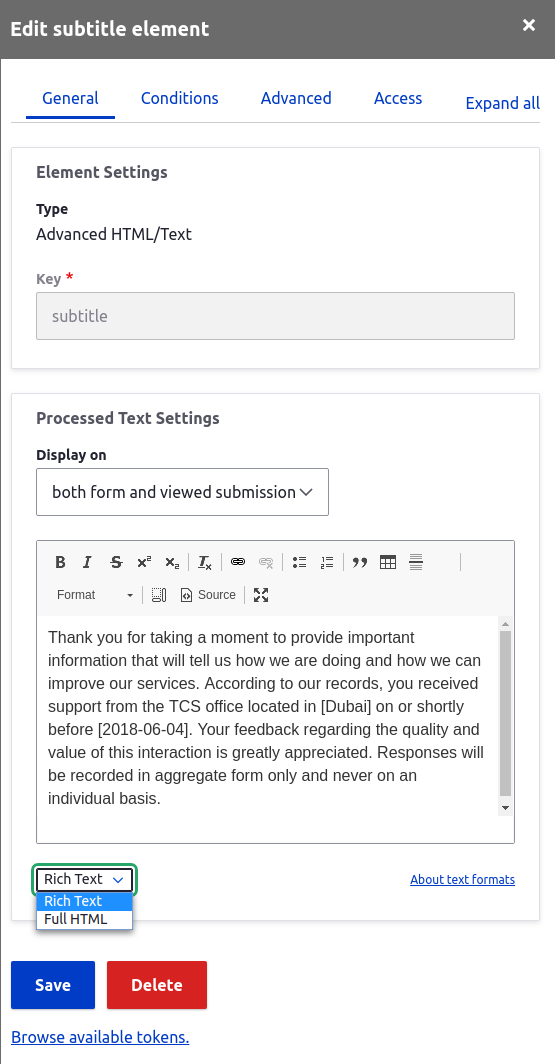 Edit subtitle element ×
General Conditions Advanced Access Expand all
Element Settings
Type
Advanced HTML/Text
Key *
subtitle
Processed Text Settings
Display on
both form and viewed submission
B I S x² x₂ Tx
Format Source
Thank you for taking a moment to provide important
information that will tell us how we are doing and how we can
improve our services. According to our records, you received
support from the TCS office located in [Dubai] on or shortly
before [2018-06-04]. Your feedback regarding the quality and
value of this interaction is greatly appreciated. Responses will
be recorded in aggregate form only and never on an
individual basis.
Rich Text About text formats
Rich Text
Full HTML
Save Delete
Browse available tokens.